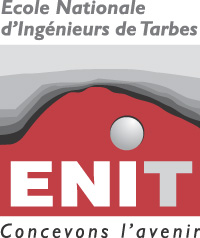 Ecole Nationale
d'Ingénieurs de Tarbes
ENIT
Concevons l'avenir